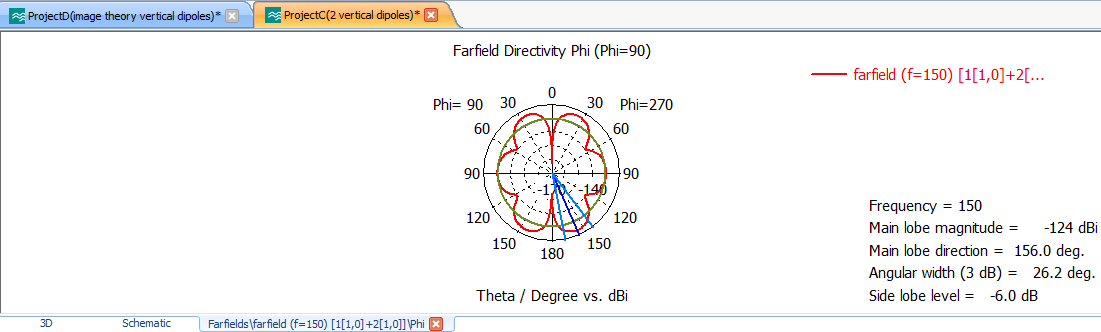 ProjectD(image theory vertical dipoles)*
ProjectC(2 vertical dipoles)*
Farfield Directivity Phi (Phi=90)
farfield (f=150) [1[1,0]+2[...
Phi= 90 30 0 30 Phi=270
60 60
90 90
-140
120 120
150 150
180
Theta / Degree vs. dBi
Frequency = 150
Main lobe magnitude = -124 dBi
Main lobe direction = 156.0 deg.
Angular width (3 dB) = 26.2 deg.
Side lobe level = -6.0 dB
3D Schematic Farfields\farfield (f=150) [1[1,0]+2[1,0]]\Phi